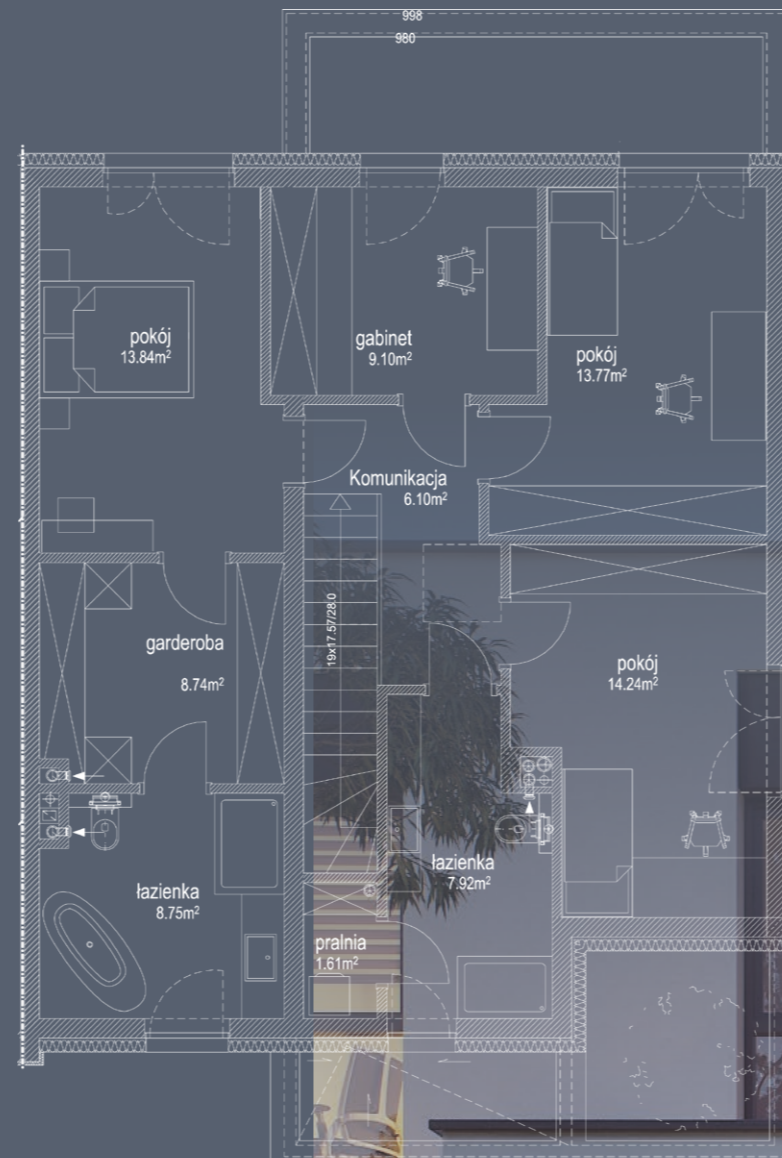 998
980
pokój
13.84m²
gabinet
9.10m²
pokój
13.77m²
Komunikacja
6.10m²
19x17.57/28.0
garderoba
8.74m²
pokój
14.24m²
łazienka
8.75m²
łazienka
7.92m²
pralnia
1.61m²